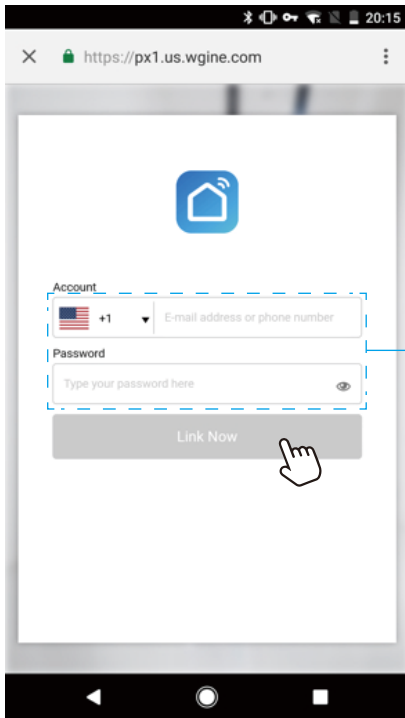 20:15
https://px1.us.wgine.com
Account
+1 E-mail address or phone number
Password
Type your password here
Link Now